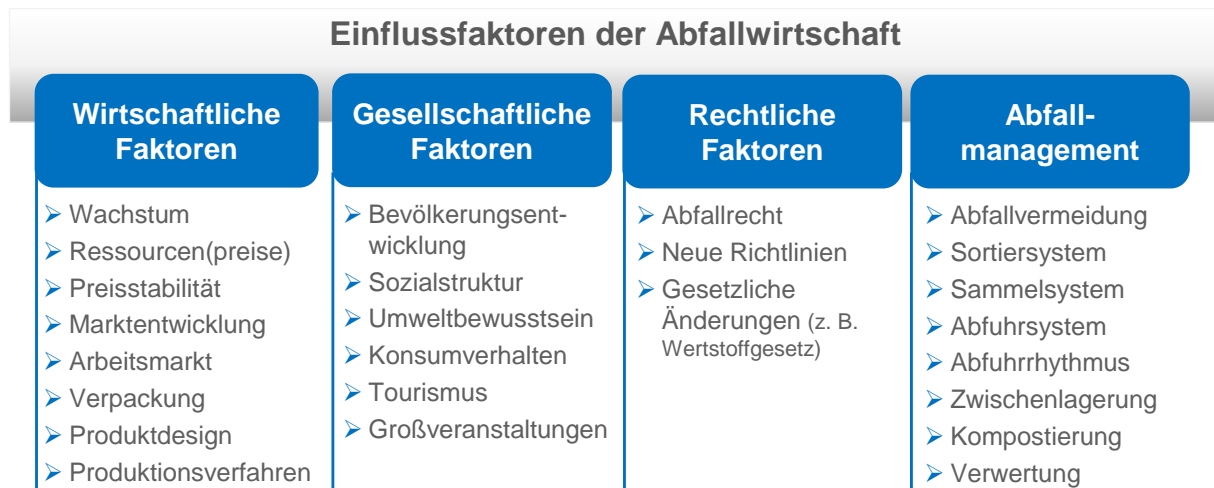 Einflussfaktoren der Abfallwirtschaft
Wirtschaftliche
Faktoren
Wachstum
Ressourcen(preise)
Preisstabilität
Marktentwicklung
Arbeitsmarkt
Verpackung
Produktdesign
Produktionsverfahren
Gesellschaftliche
Faktoren
Bevölkerungsent-
wicklung
Sozialstruktur
Umweltbewusstsein
Konsumverhalten
Tourismus
Großveranstaltungen
Rechtliche
Faktoren
Abfallrecht
Neue Richtlinien
Gesetzliche
Änderungen (z. B.
Wertstoffgesetz)
Abfall-
management
Abfallvermeidung
Sortiersystem
Sammelsystem
Abfuhrsystem
Abfuhrrhythmus
Zwischenlagerung
Kompostierung
Verwertung